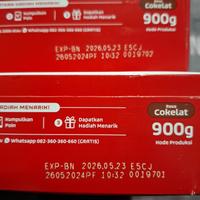 Kumpulkan
Poin
Dapatkan
Hadiah Menarik
Rasa
Cokelat
900g
Kode Produksi
Whatsapp 082-360-360-660 (GRATIS)
EXP-BN 2026.05.23 E5CJ
26052024PF 10:32 0019702
HADIAH MENARIK!
Kumpulkan
Poin
Dapatkan
Hadiah Menarik
Rasa
Cokelat
900g
Kode Produksi
Whatsapp 082-360-360-660 (GRATIS)
EXP-BN 2026.05.23 E5CJ
26052024PF 10:32 0019701